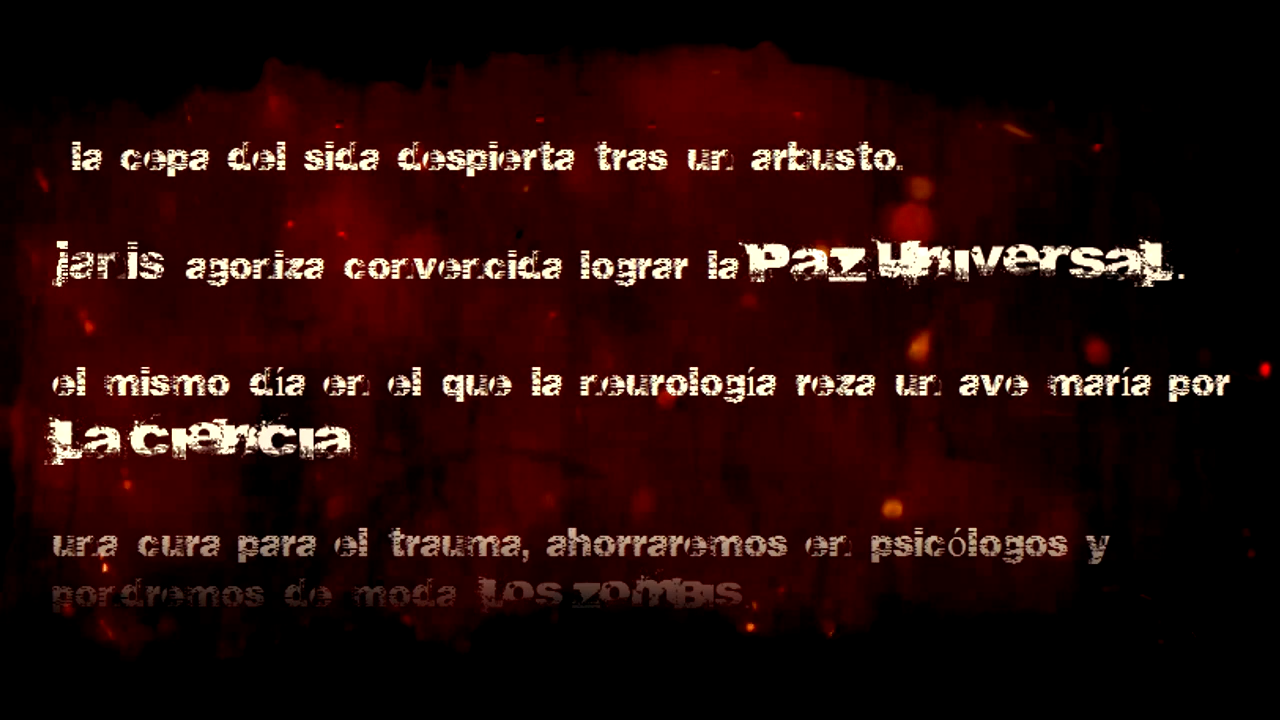 la cepa del sida despierta tras un arbusto.
janis agoniza convencida lograr la Paz Universal.
el mismo día en el que la neurología reza un ave maría por
La ciencia
una cura para el trauma, ahorraremos en psicólogos y
pondremos de moda Los zombis